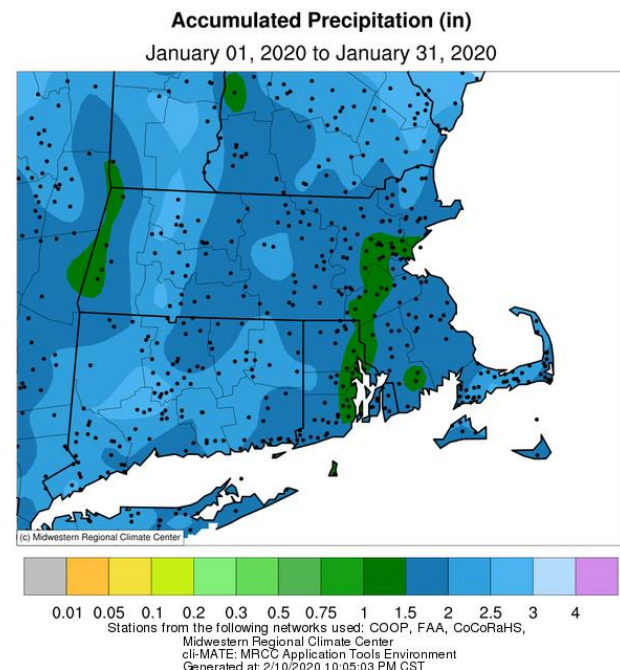 Accumulated Precipitation (in)
January 01, 2020 to January 31, 2020
(c) Midwestern Regional Climate Center
0.01 0.05 0.1 0.2 0.3 0.5 0.75 1 1.5 2 2.5 3 4
Stations from the following networks used: COOP, FAA, CoCoRaHS,
Midwestern Regional Climate Center
cli-MATE: MRCC Application Tools Environment
Generated at: 2/10/2020 10:05:03 PM CST